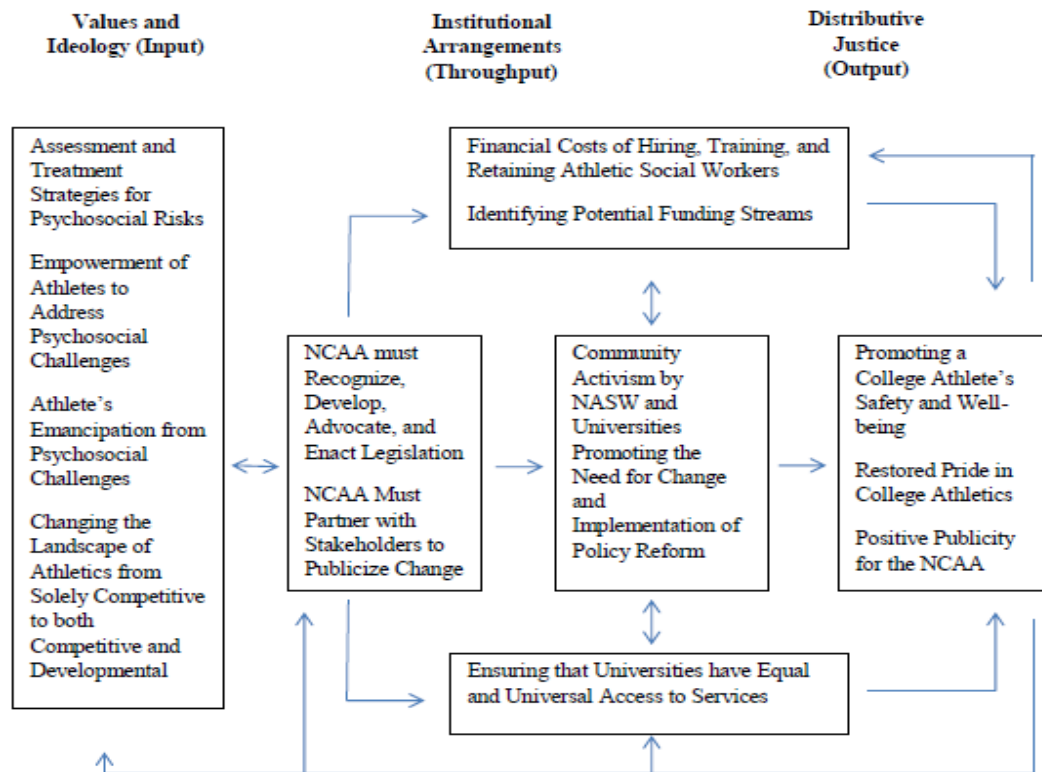 Values and
Ideology (Input)
Institutional
Arrangements
(Throughput)
Distributive
Justice
(Output)
Assessment and
Treatment
Strategies for
Psychosocial Risks
Empowerment of
Athletes to
Address
Psychosocial
Challenges
Athlete's
Emancipation from
Psychosocial
Challenges
Changing the
Landscape of
Athletics from
Solely Competitive
to both
Competitive and
Developmental
Financial Costs of Hiring, Training, and
Retaining Athletic Social Workers
Identifying Potential Funding Streams
NCAA must
Recognize,
Develop,
Advocate, and
Enact Legislation
NCAA Must
Partner with
Stakeholders to
Publicize Change
Community
Activism by
NASW and
Universities
Promoting the
Need for Change
and
Implementation of
Policy Reform
Promoting a
College Athlete's
Safety and Well-
being
Restored Pride in
College Athletics
Positive Publicity
for the NCAA
Ensuring that Universities have Equal
and Universal Access to Services